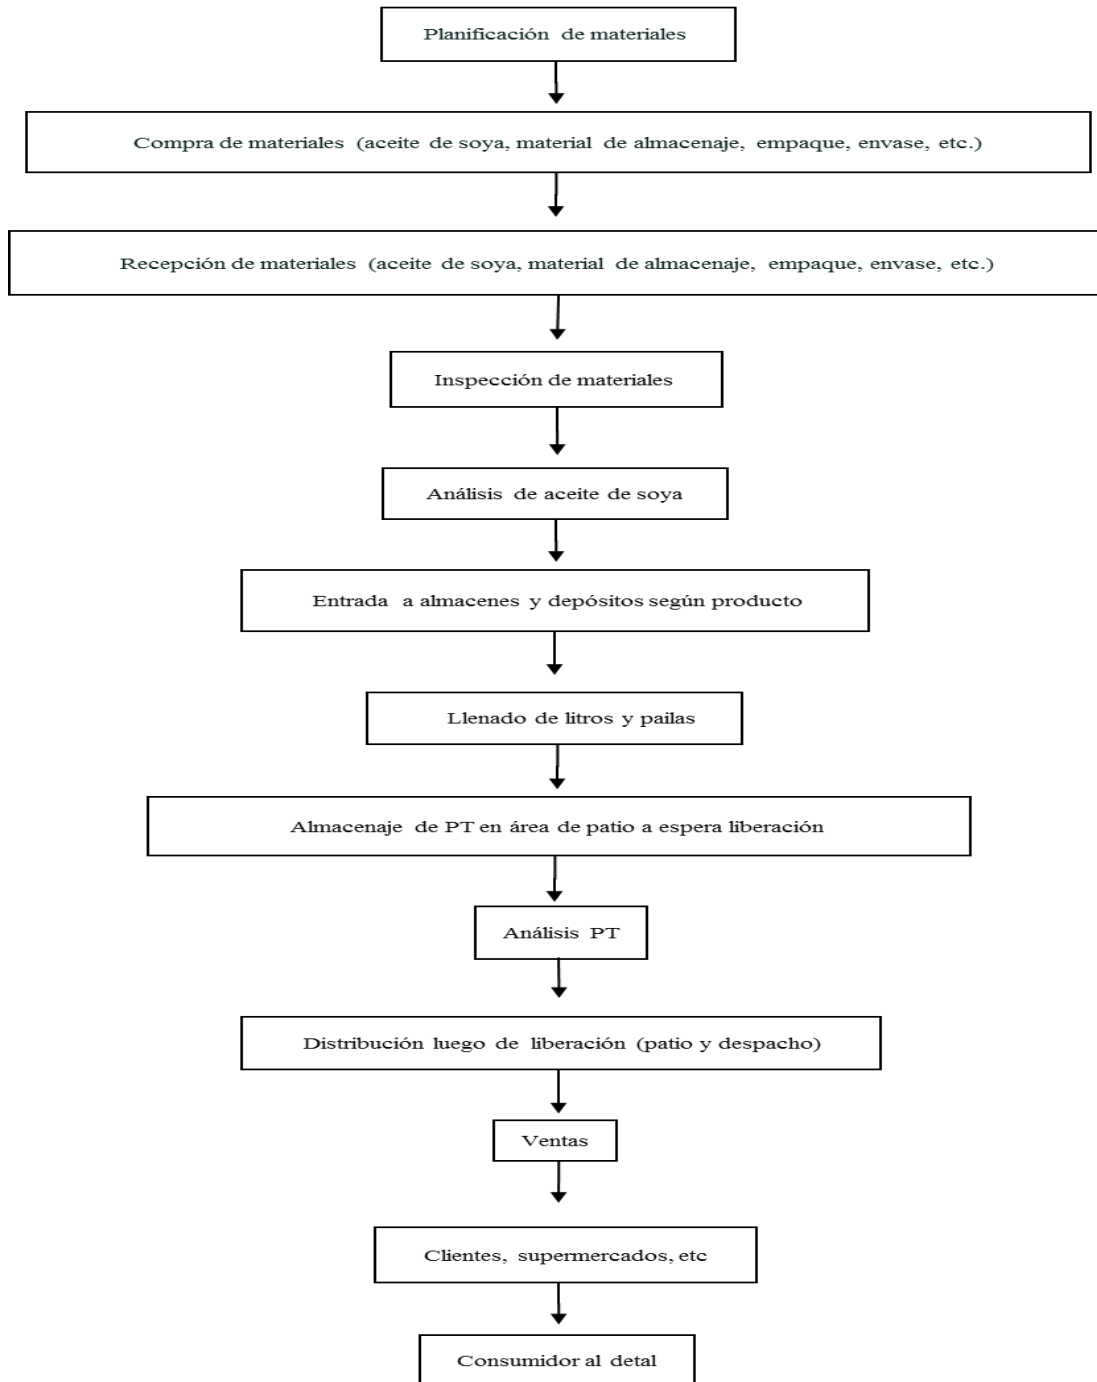 Planificación de materiales
Compra de materiales (aceite de soya, material de almacenaje, empaque, envase, etc.)
Recepción de materiales (aceite de soya, material de almacenaje, empaque, envase, etc.)
Inspección de materiales
Análisis de aceite de soya
Entrada a almacenes y depósitos según producto
Llenado de litros y pailas
Almacenaje de PT en área de patio a espera liberación
Análisis PT
Distribución luego de liberación (patio y despacho)
Ventas
Clientes, supermercados, etc
Consumidor al detal